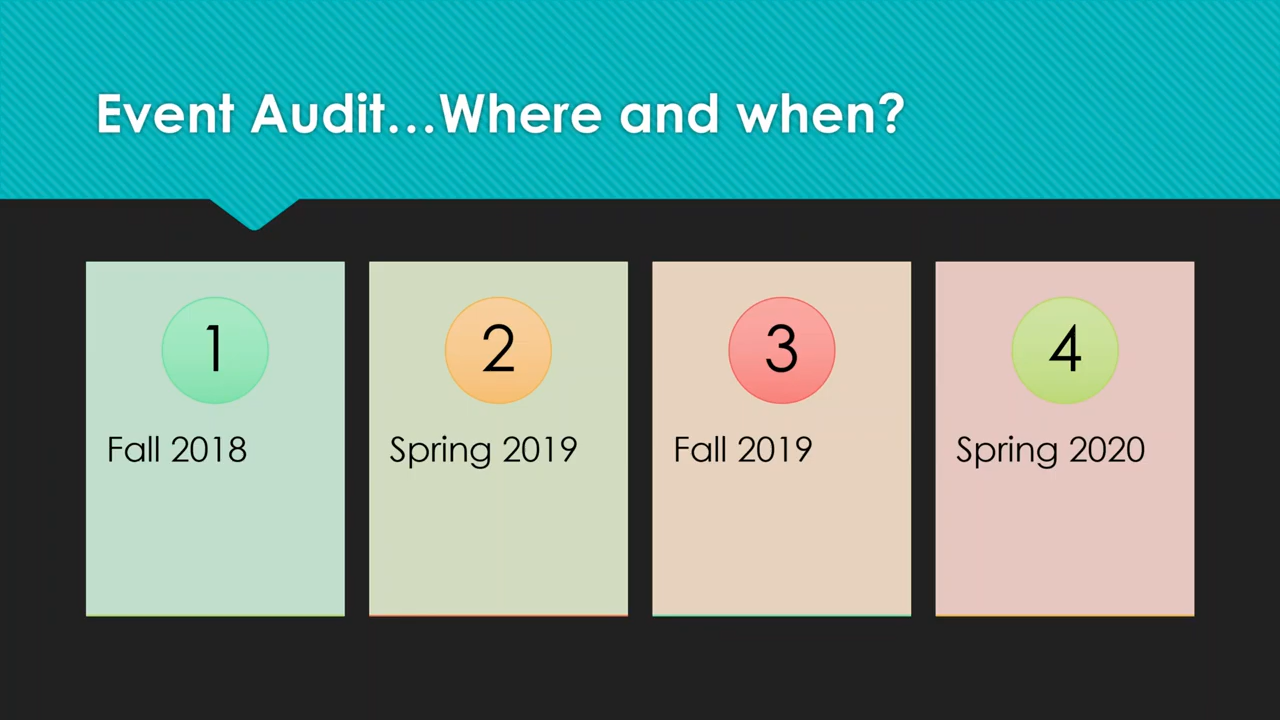 Event Audit...Where and when?
1
Fall 2018
2
Spring 2019
3
Fall 2019
4
Spring 2020